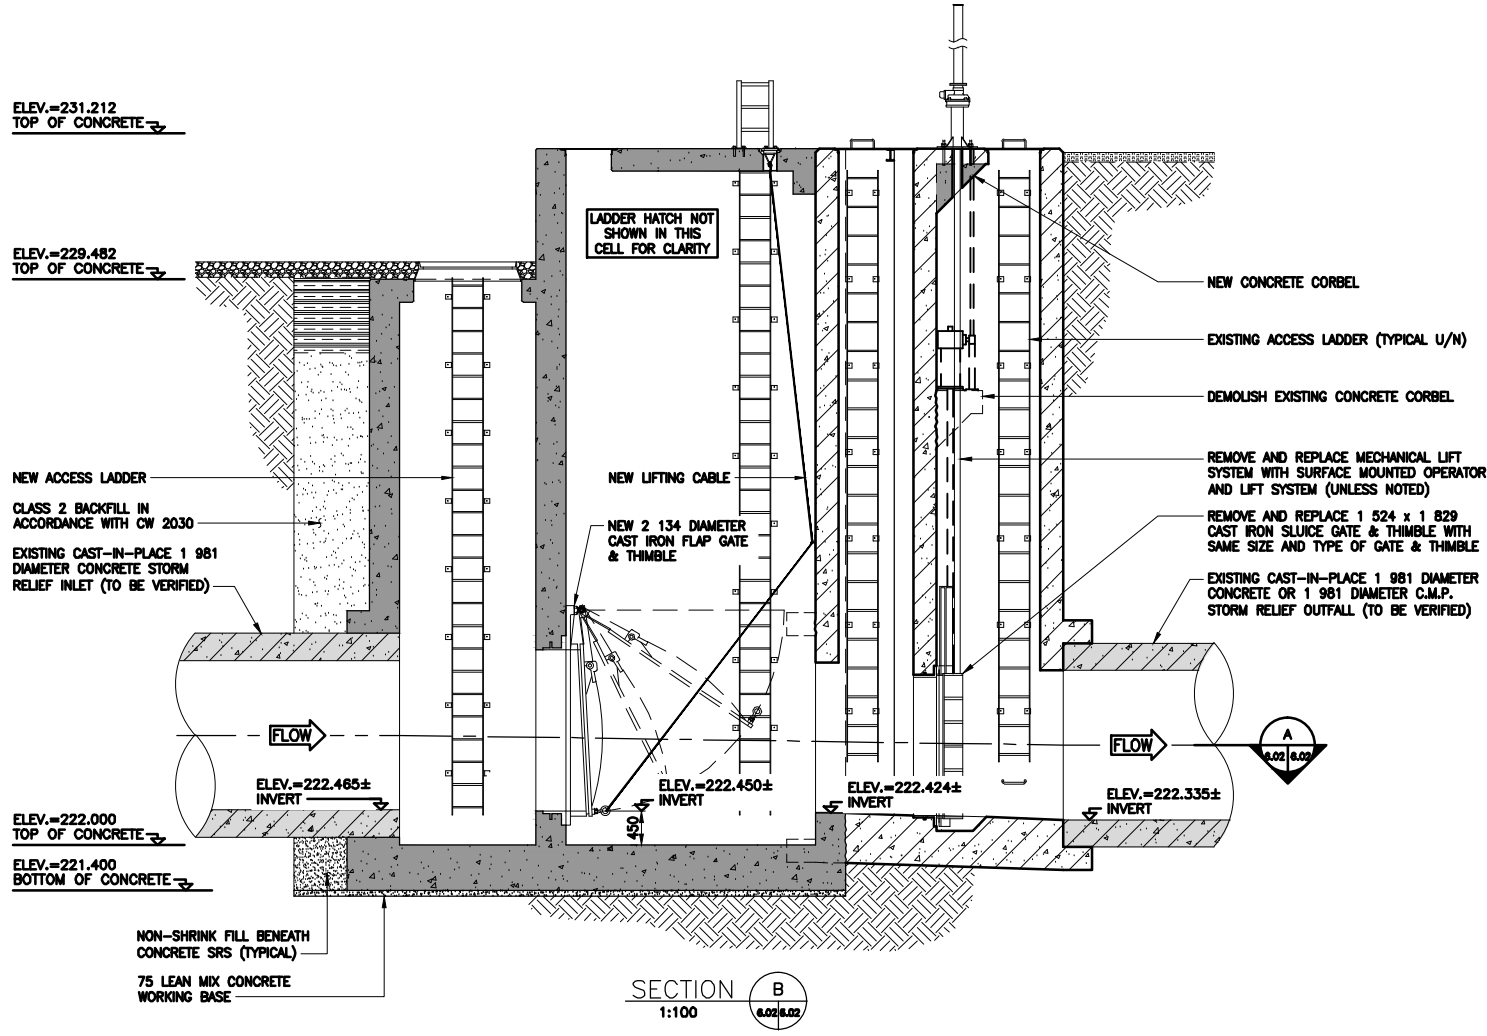 ELEV.=231.212
TOP OF CONCRETE
ELEV.=229.482
TOP OF CONCRETE
LADDER HATCH NOT
SHOWN IN THIS
CELL FOR CLARITY
NEW CONCRETE CORBEL
EXISTING ACCESS LADDER (TYPICAL U/N)
DEMOLISH EXISTING CONCRETE CORBEL
NEW ACCESS LADDER
CLASS 2 BACKFILL IN
ACCORDANCE WITH CW 2030
EXISTING CAST-IN-PLACE 1 981
DIAMETER CONCRETE STORM
RELIEF INLET (TO BE VERIFIED)
NEW LIFTING CABLE
NEW 2 134 DIAMETER
CAST IRON FLAP GATE
& THIMBLE
REMOVE AND REPLACE MECHANICAL LIFT
SYSTEM WITH SURFACE MOUNTED OPERATOR
AND LIFT SYSTEM (UNLESS NOTED)
REMOVE AND REPLACE 1 524 x 1 829
CAST IRON SLUICE GATE & THIMBLE WITH
SAME SIZE AND TYPE OF GATE & THIMBLE
EXISTING CAST-IN-PLACE 1 981 DIAMETER
CONCRETE OR 1 981 DIAMETER C.M.P.
STORM RELIEF OUTFALL (TO BE VERIFIED)
FLOW
FLOW
A
6.02 6.02
ELEV.=222.465±
INVERT
ELEV.=222.450±
INVERT
ELEV.=222.424±
INVERT
ELEV.=222.335±
INVERT
450
ELEV.=222.000
TOP OF CONCRETE
ELEV.=221.400
BOTTOM OF CONCRETE
NON-SHRINK FILL BENEATH
CONCRETE SRS (TYPICAL)
75 LEAN MIX CONCRETE
WORKING BASE
SECTION B
1:100 6.02 6.02